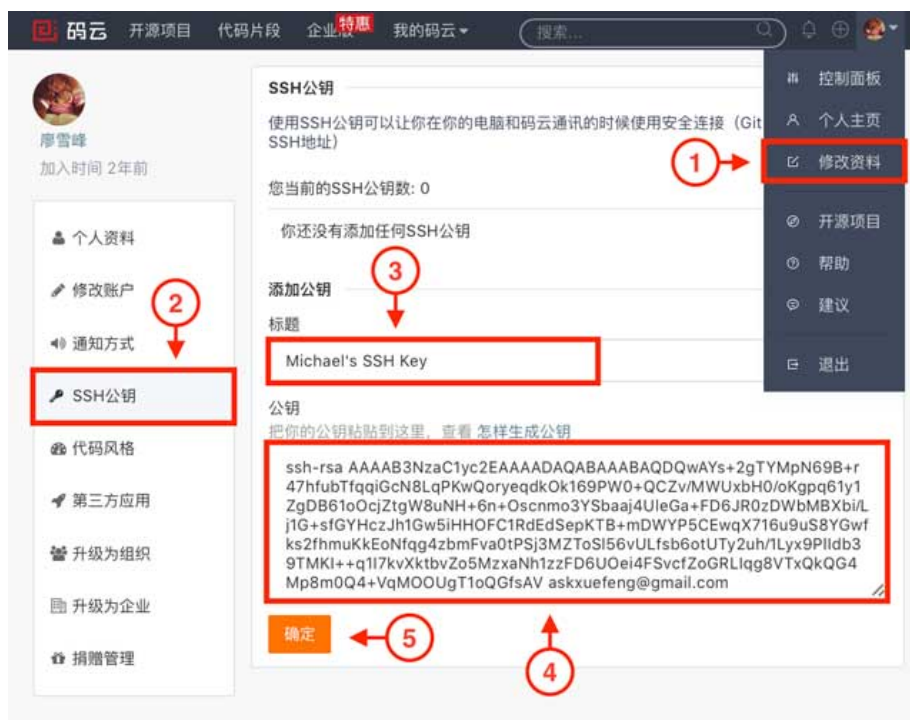 码云 开源项目 代码片段 企业版 特惠 我的码云 搜索...
廖雪峰
加入时间 2年前
个人资料
修改账户
通知方式
SSH公钥
代码风格
第三方应用
升级为组织
升级为企业
捐赠管理
SSH公钥
使用SSH公钥可以让你在你的电脑和码云通讯的时候使用安全连接（Git
SSH地址）
您当前的SSH公钥数: 0
你还没有添加任何SSH公钥
添加公钥
标题
Michael's SSH Key
公钥
把你的公钥粘贴到这里，查看 怎样生成公钥
ssh-rsa AAAAB3NzaC1yc2EAAAADAQABAAABAQDQwAYs+2gTYMpN69B+r
47hfubTfqqiGcN8LqPKwQoryeqdkOk169PW0+QCZv/MWUxbH0/oKgpq61y1
ZgDB61oOcjZtgW8uNH+6n+Oscnmo3YSbaaj4UleGa+FD6JR0zDWbMBXbi/L
j1G+sfGYHczJh1Gw5iHHOFC1RdEdSepKTB+mDWYP5CEwqX716u9uS8YGwf
ks2fhmuKkEoNfqg4zbmFva0tPSj3MZToSI56vULfsb6otUTy2uh/1Lyx9PlIdb3
9TMKI++q1I7kvXktbvZo5MzxaNh1zzFD6UOei4FSvcfZoGRLIqg8VTxQkQG4
Mp8m0Q4+VqMOOUgT1oQGfsAV askxuefeng@gmail.com
确定
控制面板
个人主页
修改资料
开源项目
帮助
建议
退出
1
2
3
4
5